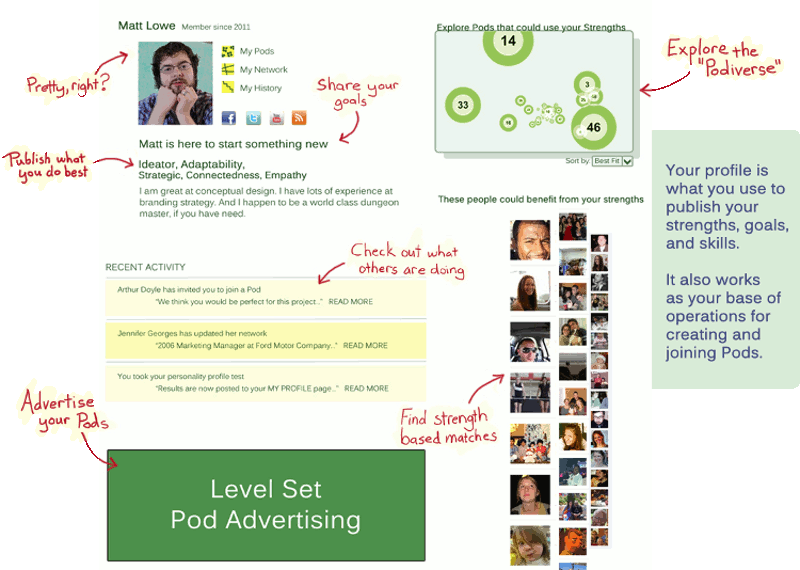 Matt Lowe Member since 2011
Pretty, right?
My Pods
My Network
My History
Share your
goals
Matt is here to start something new
Publish what
you do best
Ideator, Adaptability,
Strategic, Connectedness, Empathy
I am great at conceptual design. I have lots of experience at
branding strategy. And I happen to be a world class dungeon
master, if you have need.
RECENT ACTIVITY
Check out what
others are doing
Arthur Doyle has invited you to join a Pod
“We think you would be perfect for this project...” READ MORE
Jennifer Georges has updated her network
“2006 Marketing Manager at Ford Motor Company...” READ MORE
You took your personality profile test
“Results are now posted to your MY PROFILE page...” READ MORE
Advertise
your Pods
Level Set
Pod Advertising
Explore Pods that could use your Strengths
14
3
33
46
Sort by Best Fit
Explore the
"Podiverse"
These people could benefit from your strengths
Find strength
based matches
Your profile is
what you use to
publish your
strengths, goals,
and skills.
It also works
as your base of
operations for
creating and
joining Pods.